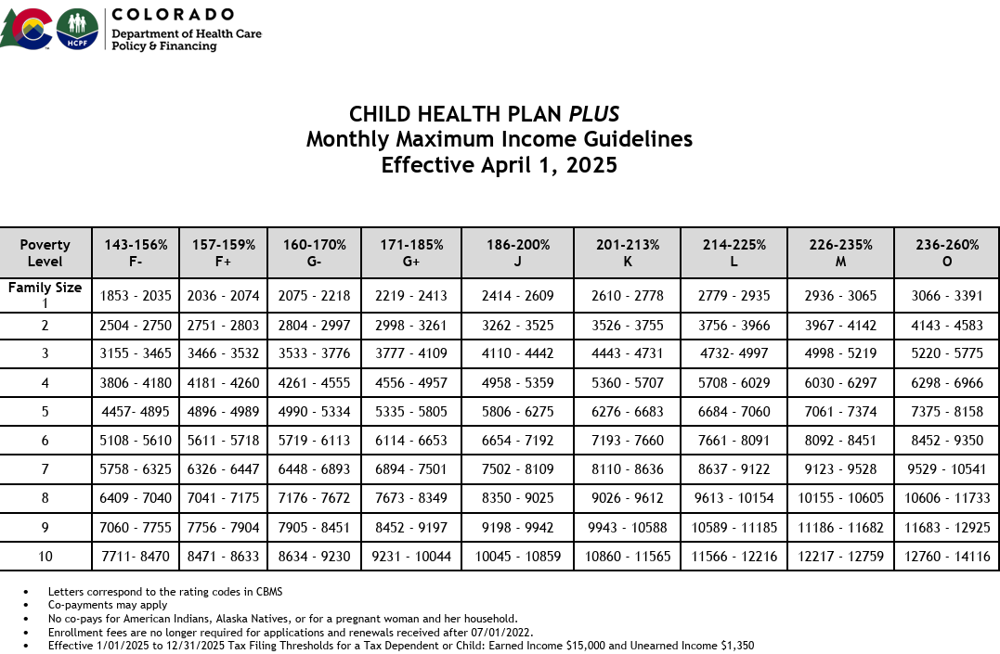 COLORADO
Department of Health Care
Policy & Financing
HCPF
CHILD HEALTH PLAN PLUS
Monthly Maximum Income Guidelines
Effective April 1, 2025
Poverty Level 143-156% F- 157-159% F+ 160-170% G- 171-185% G+ 186-200% J 201-213% K 214-225% L 226-235% M 236-260% O
Family Size 1 1853 - 2035 2036 - 2074 2075 - 2218 2219 - 2413 2414 - 2609 2610 - 2778 2779 - 2935 2936 - 3065 3066 - 3391
2 2504 - 2750 2751 - 2803 2804 - 2997 2998 - 3261 3262 - 3525 3526 - 3755 3756 - 3966 3967 - 4142 4143 - 4583
3 3155 - 3465 3466 - 3532 3533 - 3776 3777 - 4109 4110 - 4442 4443 - 4731 4732- 4997 4998 - 5219 5220 - 5775
4 3806 - 4180 4181 - 4260 4261 - 4555 4556 - 4957 4958 - 5359 5360 - 5707 5708 - 6029 6030 - 6297 6298 - 6966
5 4457- 4895 4896 - 4989 4990 - 5334 5335 - 5805 5806 - 6275 6276 - 6683 6684 - 7060 7061 - 7374 7375 - 8158
6 5108 - 5610 5611 - 5718 5719 - 6113 6114 - 6653 6654 - 7192 7193 - 7660 7661 - 8091 8092 - 8451 8452 - 9350
7 5758 - 6325 6326 - 6447 6448 - 6893 6894 - 7501 7502 - 8109 8110 - 8636 8637 - 9122 9123 - 9528 9529 - 10541
8 6409 - 7040 7041 - 7175 7176 - 7672 7673 - 8349 8350 - 9025 9026 - 9612 9613 - 10154 10155 - 10605 10606 - 11733
9 7060 - 7755 7756 - 7904 7905 - 8451 8452 - 9197 9198 - 9942 9943 - 10588 10589 - 11185 11186 - 11682 11683 - 12925
10 7711- 8470 8471 - 8633 8634 - 9230 9231 - 10044 10045 - 10859 10860 - 11565 11566 - 12216 12217 - 12759 12760 - 14116
• Letters correspond to the rating codes in CBMS
• Co-payments may apply
• No co-pays for American Indians, Alaska Natives, or for a pregnant woman and her household.
• Enrollment fees are no longer required for applications and renewals received after 07/01/2022.
• Effective 1/01/2025 to 12/31/2025 Tax Filing Thresholds for a Tax Dependent or Child: Earned Income $15,000 and Unearned Income $1,350